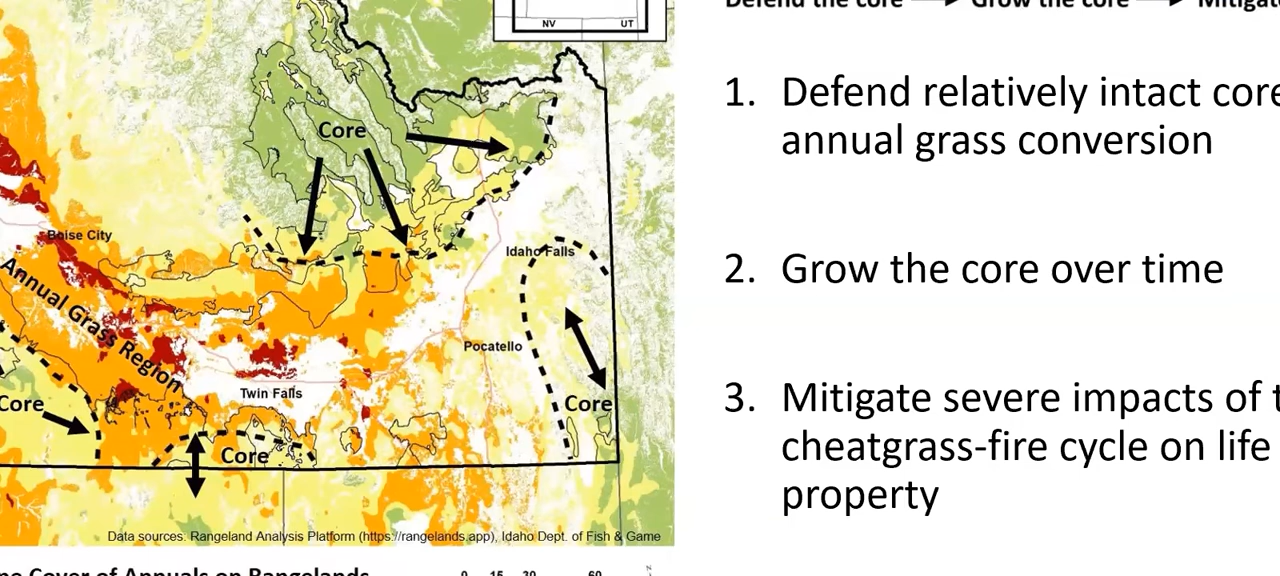 NV UT
Defend the core Grow the core
Core
Boise City
Idaho Falls
Annual Grass Region
Pocatello
Twin Falls
Core
Core
Core
Data sources: Rangeland Analysis Platform (https://rangelands.app), Idaho Dept. of Fish & Game
Cover of Annuals on Rangelands
0 15 30 60
N
1. Defend relatively intact core
annual grass conversion
2. Grow the core over time
3. Mitigate severe impacts of
cheatgrass-fire cycle on life
property